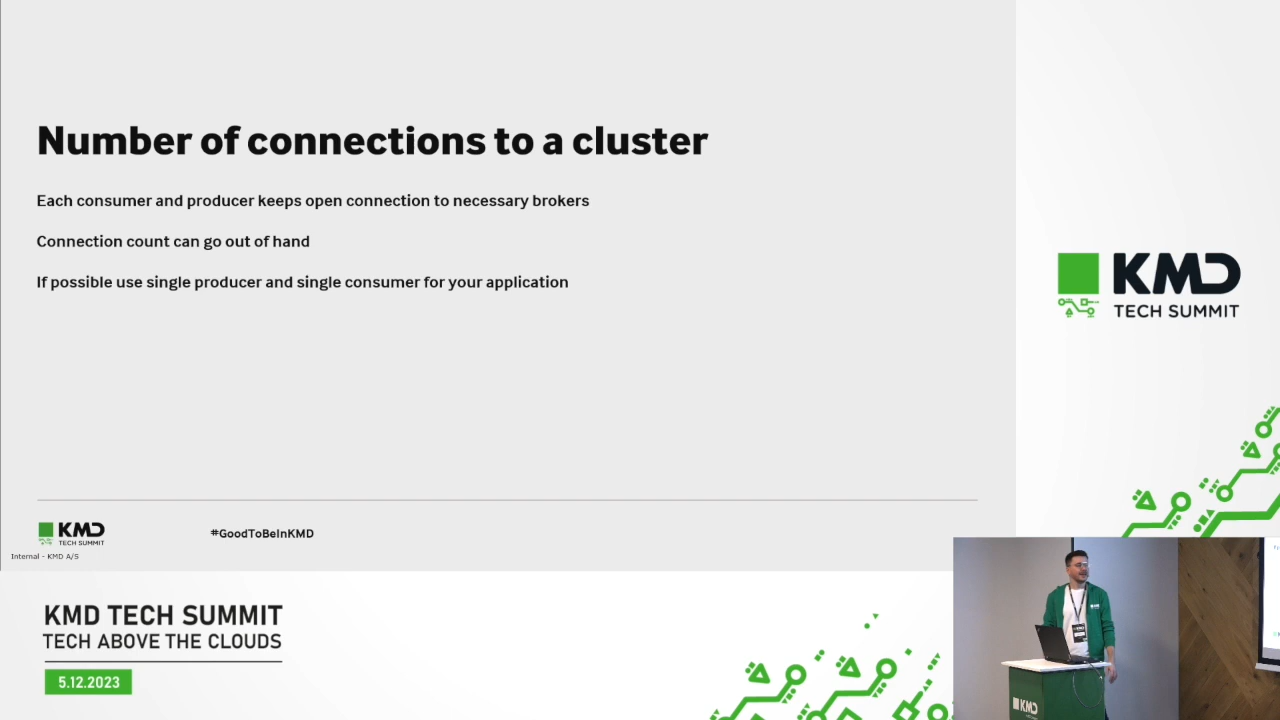 Number of connections to a cluster
Each consumer and producer keeps open connection to necessary brokers
Connection count can go out of hand
If possible use single producer and single consumer for your application
KMD
TECH SUMMIT
KMD
TECH SUMMIT
#GoodToBeInKMD
Internal - KMD A/S
KMD TECH SUMMIT
TECH ABOVE THE CLOUDS
5.12.2023
KMD